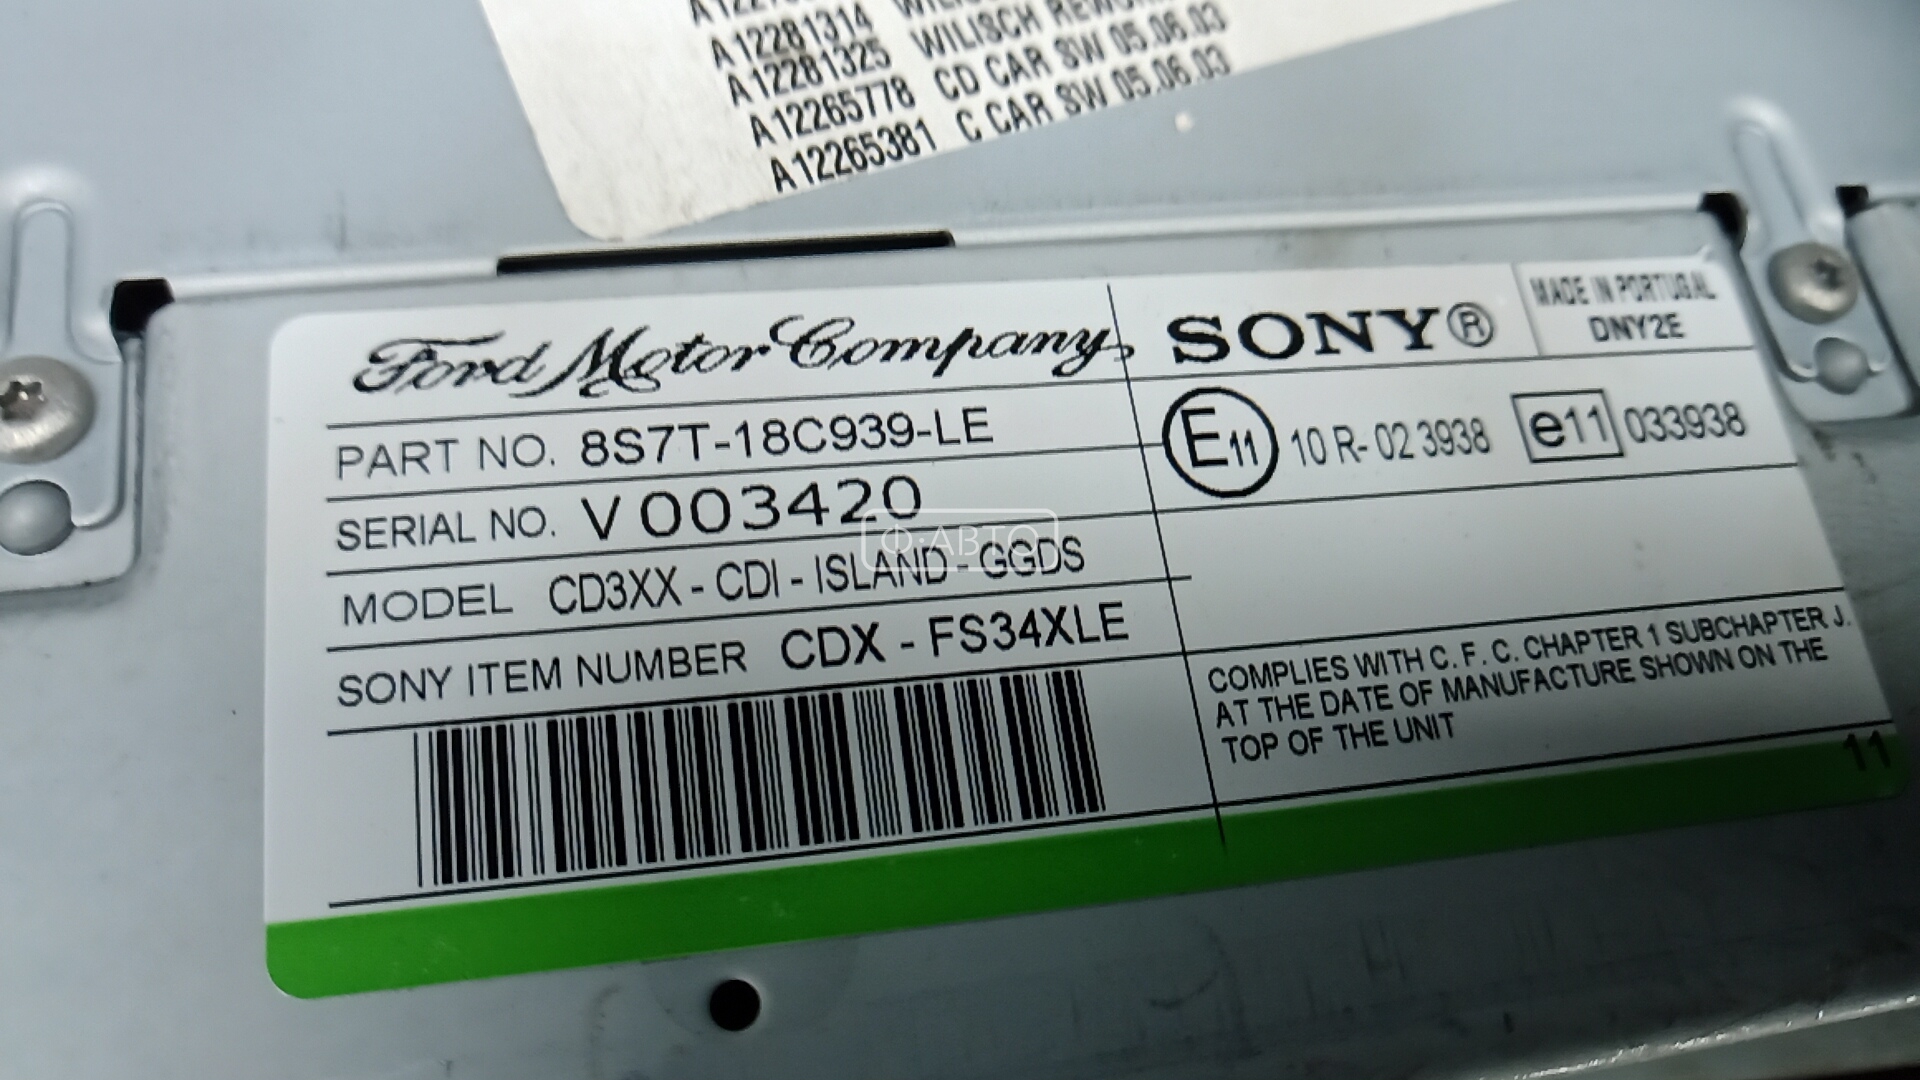 A12281314
A12281325 WILISCH
A12265778 CD CAR SW 05.06.03
A12265381 C CAR SW 05.06.03
Ford Motor Company,
SONY®
MADE IN PORTUGAL
DNY2E
PART NO. 8S7T-18C939-LE
E11 10 R- 02 3938 e11 033938
SERIAL NO. V003420
MODEL CD3XX - CDI - ISLAND - GGDS
Ф·АВТО
SONY ITEM NUMBER CDX - FS34XLE
COMPLIES WITH C. F. C. CHAPTER 1 SUBCHAPTER J.
AT THE DATE OF MANUFACTURE SHOWN ON THE
TOP OF THE UNIT
11